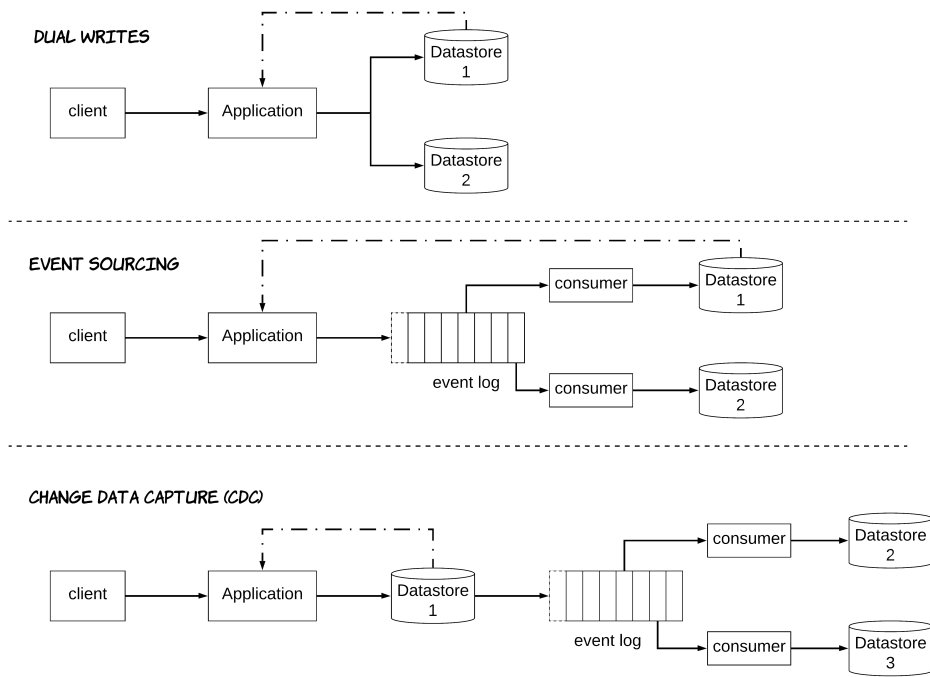 DUAL WRITES
client
Application
Datastore
1
Datastore
2
EVENT SOURCING
client
Application
event log
consumer
Datastore
1
consumer
Datastore
2
CHANGE DATA CAPTURE (CDC)
client
Application
Datastore
1
event log
consumer
Datastore
2
consumer
Datastore
3